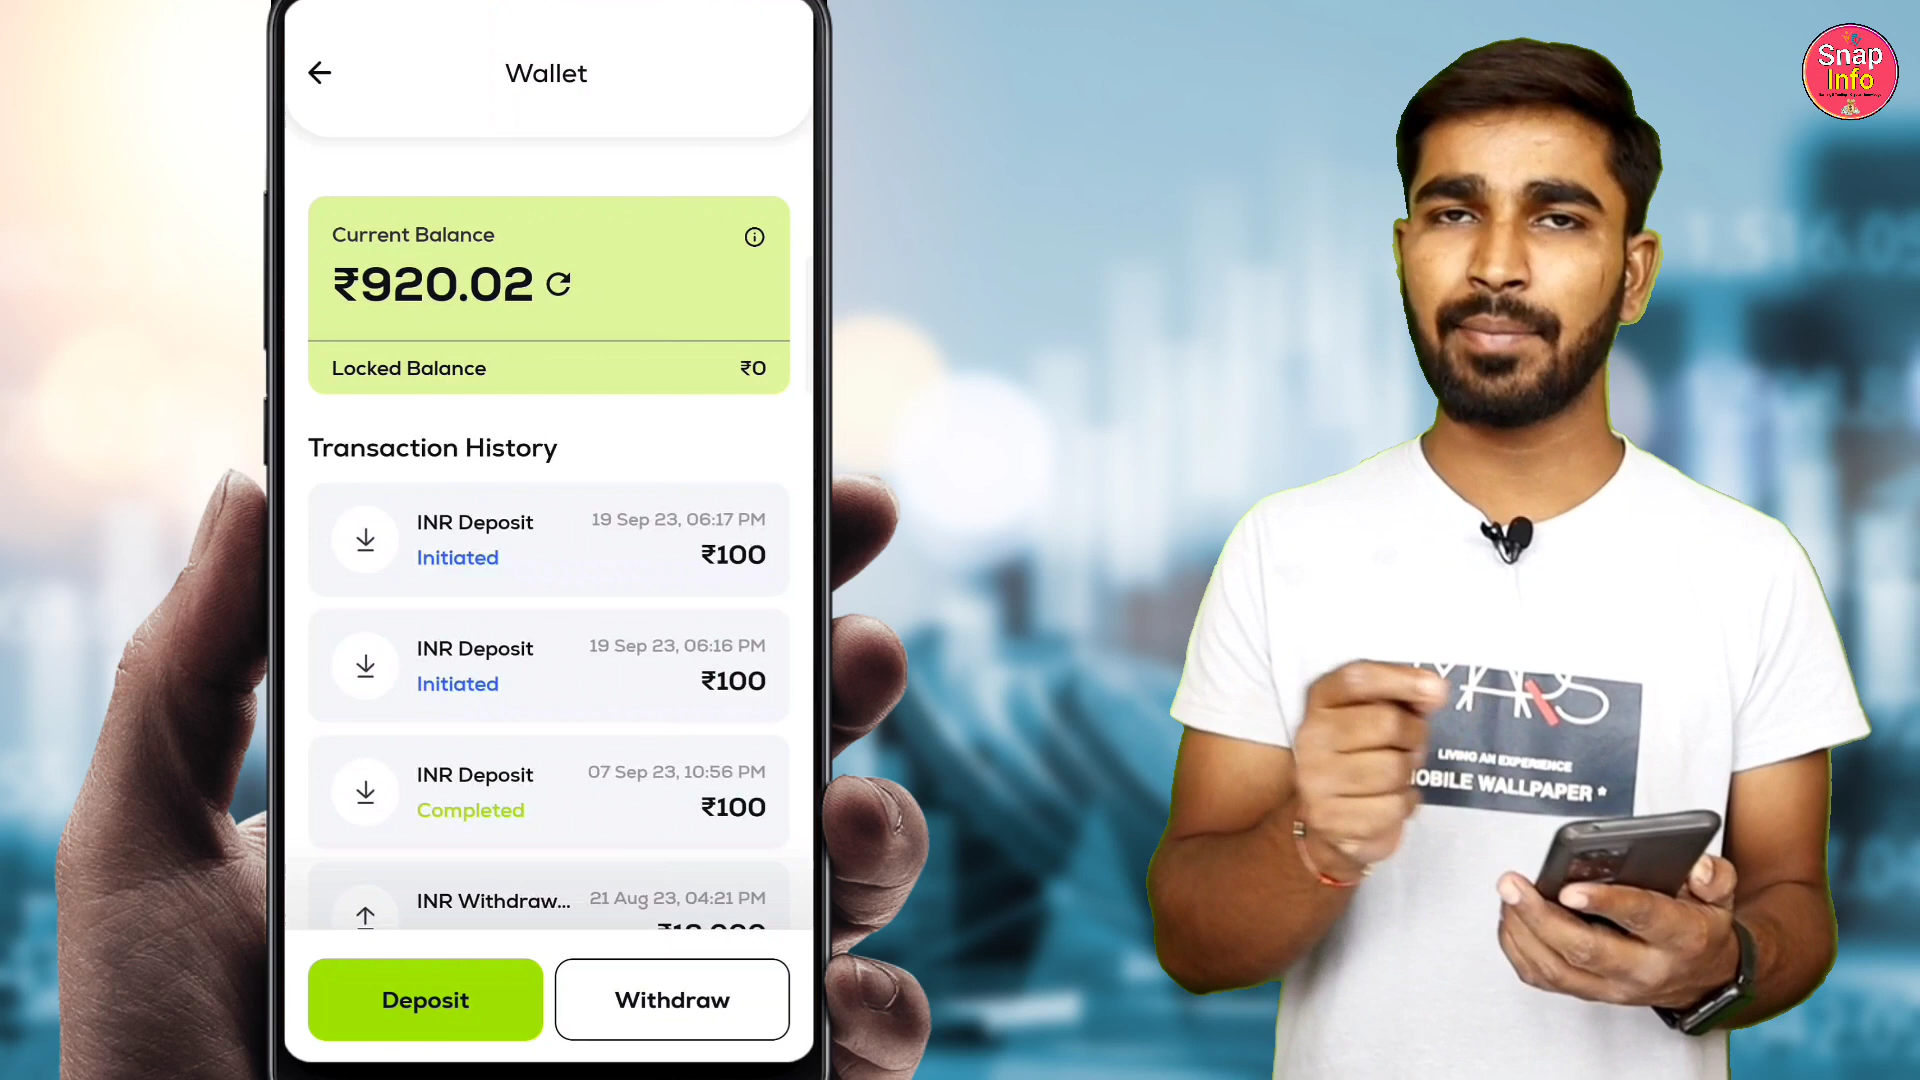 Wallet
Current Balance
₹920.02
Locked Balance ₹0
Transaction History
INR Deposit 19 Sep 23, 06:17 PM
Initiated ₹100
INR Deposit 19 Sep 23, 06:16 PM
Initiated ₹100
INR Deposit 07 Sep 23, 10:56 PM
Completed ₹100
INR Withdraw... 21 Aug 23, 04:21 PM
Deposit Withdraw
Snap
Info
MARS
LIVING AN EXPERIENCE
MOBILE WALLPAPER *